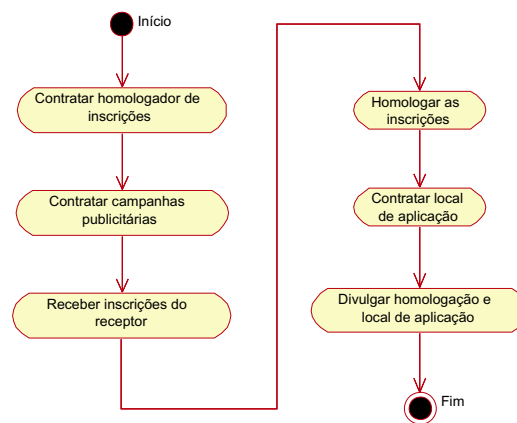 Início
Contratar homologador de
inscrições
Contratar campanhas
publicitárias
Receber inscrições do
receptor
Homologar as
inscrições
Contratar local
de aplicação
Divulgar homologação e
local de aplicação
Fim